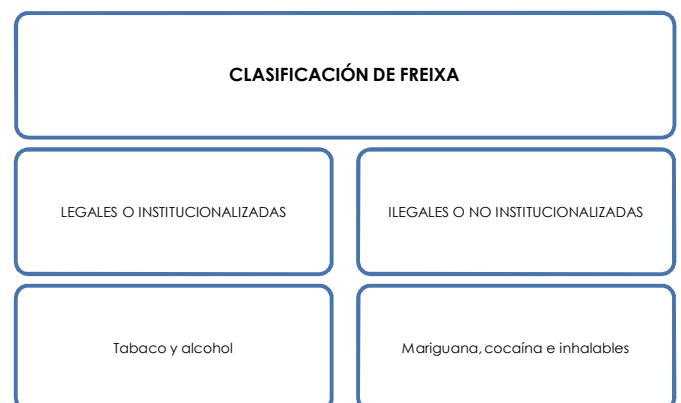 CLASIFICACIÓN DE FREIXA
LEGALES O INSTITUCIONALIZADAS
ILEGALES O NO INSTITUCIONALIZADAS
Tabaco y alcohol
Mariguana, cocaína e inhalables